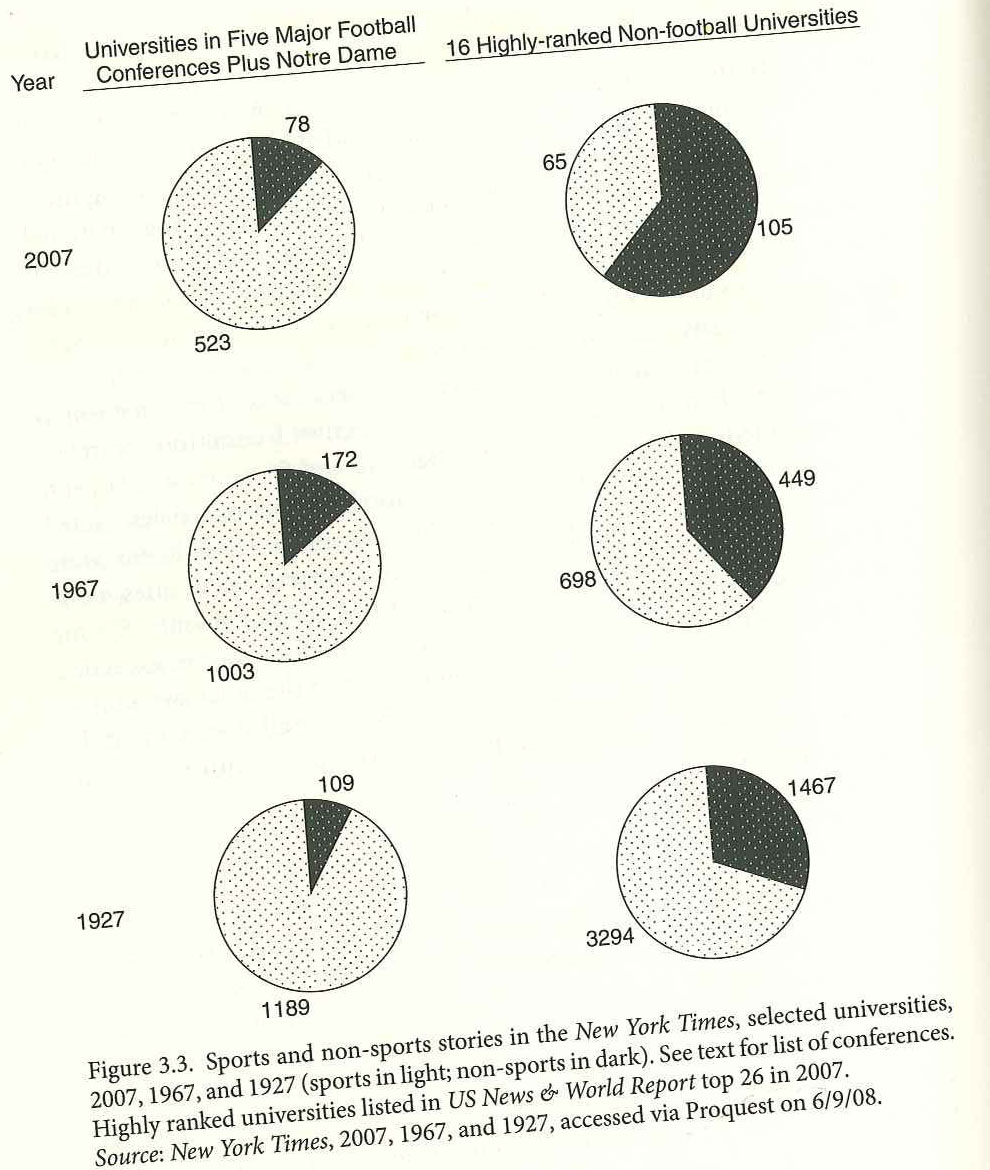 Year
Universities in Five Major Football
Conferences Plus Notre Dame
16 Highly-ranked Non-football Universities
2007
78
523
65
105
1967
172
1003
449
698
1927
109
1189
1467
3294
Figure 3.3. Sports and non-sports stories in the New York Times, selected universities,
2007, 1967, and 1927 (sports in light; non-sports in dark). See text for list of conferences.
Highly ranked universities listed in US News & World Report top 26 in 2007.
Source: New York Times, 2007, 1967, and 1927, accessed via Proquest on 6/9/08.